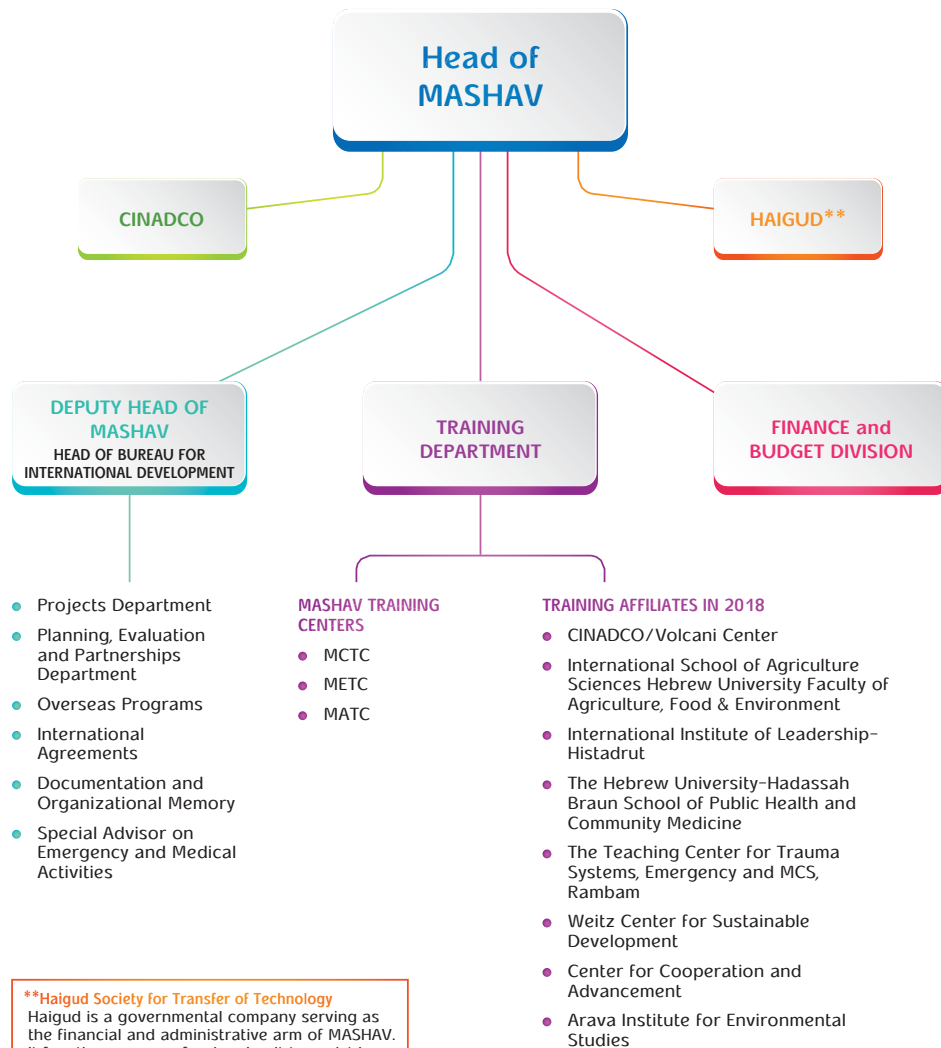 Head of
MASHAV
CINADCO
HAIGUD**
DEPUTY HEAD OF
MASHAV
HEAD OF BUREAU FOR
INTERNATIONAL DEVELOPMENT
TRAINING
DEPARTMENT
FINANCE and
BUDGET DIVISION
Projects Department
Planning, Evaluation
and Partnerships
Department
Overseas Programs
International
Agreements
Documentation and
Organizational Memory
Special Advisor on
Emergency and Medical
Activities
MASHAV TRAINING
CENTERS
MCTC
METC
MATC
TRAINING AFFILIATES IN 2018
CINADCO/Volcani Center
International School of Agriculture
Sciences Hebrew University Faculty of
Agriculture, Food & Environment
International Institute of Leadership–
Histadrut
The Hebrew University–Hadassah
Braun School of Public Health and
Community Medicine
The Teaching Center for Trauma
Systems, Emergency and MCS,
Rambam
Weitz Center for Sustainable
Development
Center for Cooperation and
Advancement
Arava Institute for Environmental
Studies
**Haigud Society for Transfer of Technology
Haigud is a governmental company serving as
the financial and administrative arm of MASHAV.